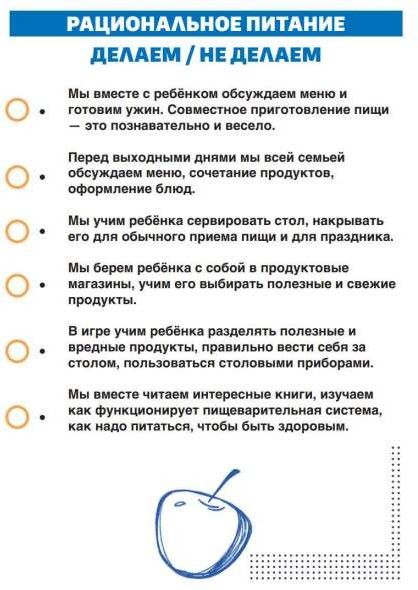 РАЦИОНАЛЬНОЕ ПИТАНИЕ
ДЕЛАЕМ / НЕ ДЕЛАЕМ
• Мы вместе с ребёнком обсуждаем меню и
готовим ужин. Совместное приготовление пищи
— это познавательно и весело.
• Перед выходными днями мы всей семьей
обсуждаем меню, сочетание продуктов,
оформление блюд.
• Мы учим ребёнка сервировать стол, накрывать
его для обычного приема пищи и для праздника.
• Мы берем ребёнка с собой в продуктовые
магазины, учим его выбирать полезные и свежие
продукты.
• В игре учим ребёнка разделять полезные и
вредные продукты, правильно вести себя за
столом, пользоваться столовыми приборами.
• Мы вместе читаем интересные книги, изучаем
как функционирует пищеварительная система,
как надо питаться, чтобы быть здоровым.